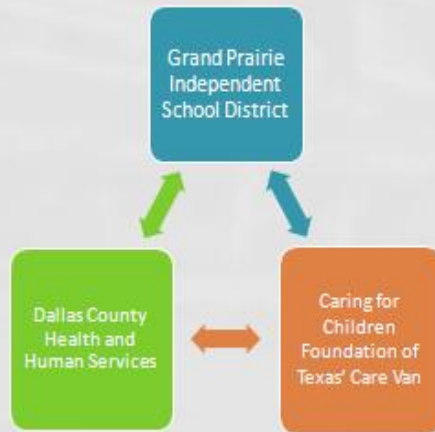 Grand Prairie
Independent
School District
Dallas County
Health and
Human Services
Caring for
Children
Foundation of
Texas' Care Van